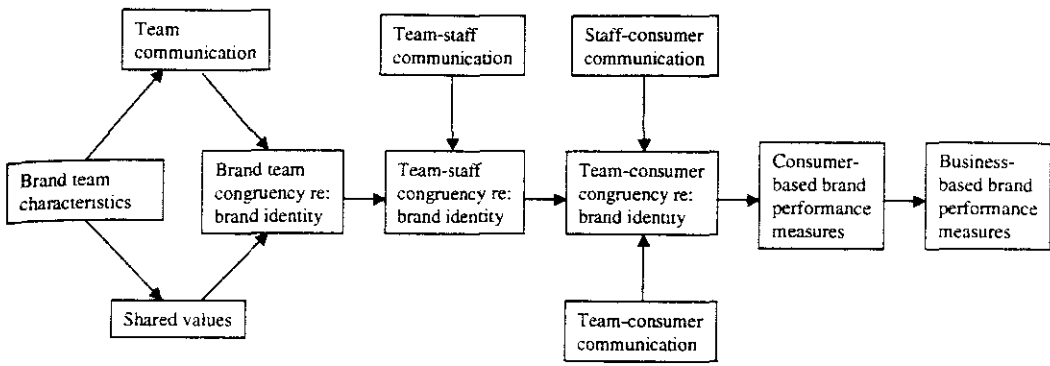 Team
communication
Team-staff
communication
Staff-consumer
communication
Brand team
characteristics
Brand team
congruency re:
brand identity
Team-staff
congruency re:
brand identity
Team-consumer
congruency re:
brand identity
Consumer-
based brand
performance
measures
Business-
based brand
performance
measures
Shared values
Team-consumer
communication